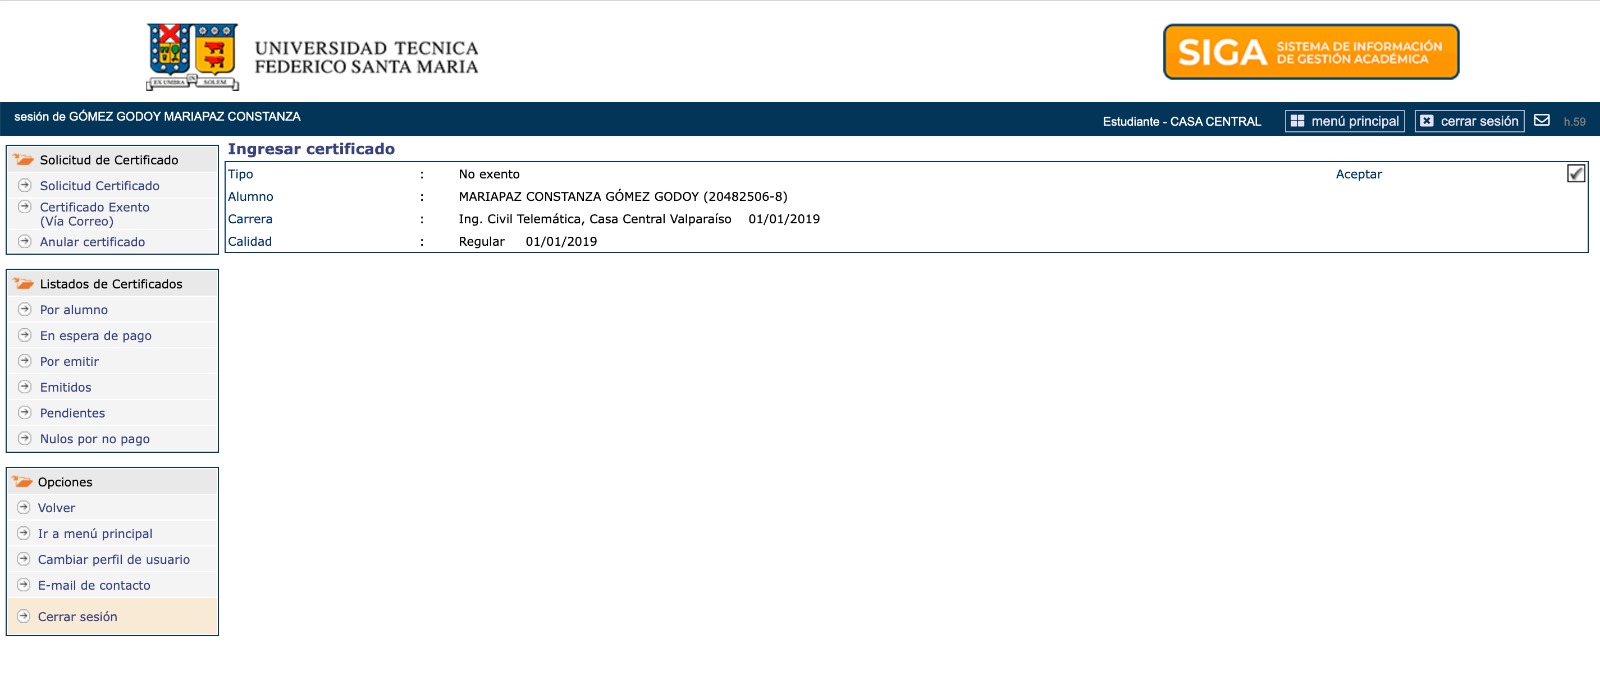 EX UMBRA IN SOLEM
UNIVERSIDAD TECNICA
FEDERICO SANTA MARIA
SIGA SISTEMA DE INFORMACIÓN
DE GESTIÓN ACADÉMICA
sesión de GÓMEZ GODOY MARIAPAZ CONSTANZA
Estudiante - CASA CENTRAL menú principal cerrar sesión h.59
Solicitud de Certificado
Solicitud Certificado
Certificado Exento
(Vía Correo)
Anular certificado
Listados de Certificados
Por alumno
En espera de pago
Por emitir
Emitidos
Pendientes
Nulos por no pago
Opciones
Volver
Ir a menú principal
Cambiar perfil de usuario
E-mail de contacto
Cerrar sesión
Ingresar certificado
Tipo : No exento Aceptar
Alumno : MARIAPAZ CONSTANZA GÓMEZ GODOY (20482506-8)
Carrera : Ing. Civil Telemática, Casa Central Valparaíso 01/01/2019
Calidad : Regular 01/01/2019